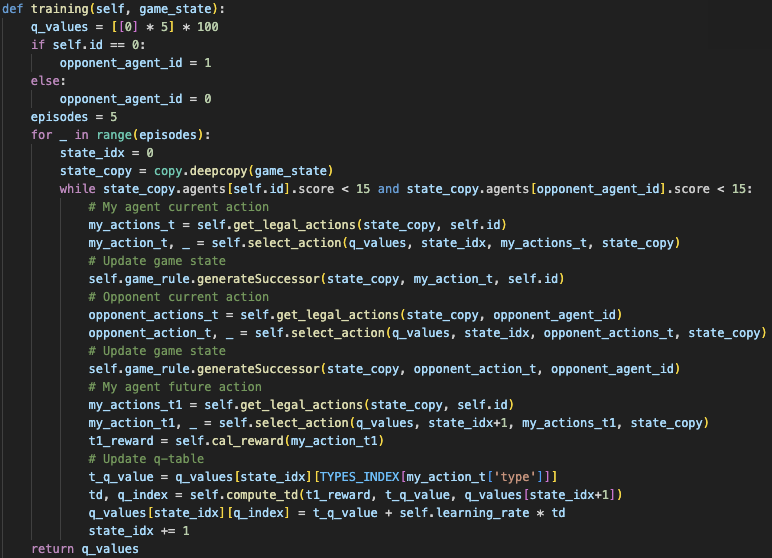 def training(self, game_state):
    q_values = [[0] * 5] * 100
    if self.id == 0:
        opponent_agent_id = 1
    else:
        opponent_agent_id = 0
    episodes = 5
    for _ in range(episodes):
        state_idx = 0
        state_copy = copy.deepcopy(game_state)
        while state_copy.agents[self.id].score < 15 and state_copy.agents[opponent_agent_id].score < 15:
            # My agent current action
            my_actions_t = self.get_legal_actions(state_copy, self.id)
            my_action_t, _ = self.select_action(q_values, state_idx, my_actions_t, state_copy)
            # Update game state
            self.game_rule.generateSuccessor(state_copy, my_action_t, self.id)
            # Opponent current action
            opponent_actions_t = self.get_legal_actions(state_copy, opponent_agent_id)
            opponent_action_t, _ = self.select_action(q_values, state_idx, opponent_actions_t, state_copy)
            # Update game state
            self.game_rule.generateSuccessor(state_copy, opponent_action_t, opponent_agent_id)
            # My agent future action
            my_actions_t1 = self.get_legal_actions(state_copy, self.id)
            my_action_t1, _ = self.select_action(q_values, state_idx+1, my_actions_t1, state_copy)
            t1_reward = self.cal_reward(my_action_t1)
            # Update q-table
            t_q_value = q_values[state_idx][TYPES_INDEX[my_action_t['type']]]
            td, q_index = self.compute_td(t1_reward, t_q_value, q_values[state_idx+1])
            q_values[state_idx][q_index] = t_q_value + self.learning_rate * td
            state_idx += 1
    return q_values